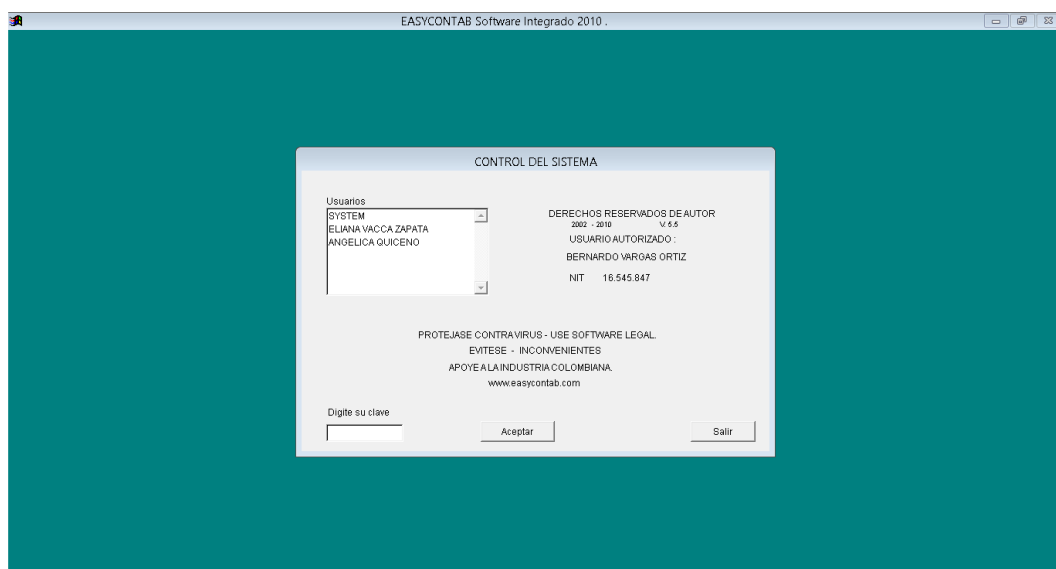 EASYCONTAB Software Integrado 2010 .
CONTROL DEL SISTEMA
Usuarios
SYSTEM
ELIANA VACCA ZAPATA
ANGELICA QUICENO
DERECHOS RESERVADOS DE AUTOR
2002 - 2010 V. 5.5
USUARIO AUTORIZADO :
BERNARDO VARGAS ORTIZ
NIT 16.545.847
PROTEJASE CONTRA VIRUS - USE SOFTWARE LEGAL.
EVITESE - INCONVENIENTES
APOYE A LA INDUSTRIA COLOMBIANA.
www.easycontab.com
Digite su clave
Aceptar
Salir